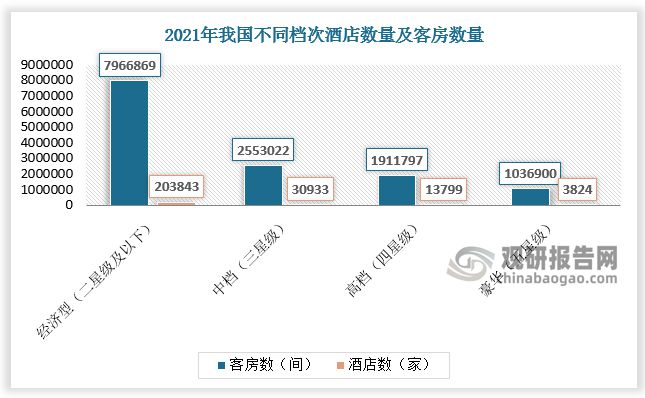 2021年我国不同档次酒店数量及客房数量
9000000
8000000
7000000
6000000
5000000
4000000
3000000
2000000
1000000
0
7966869
203843
2553022
30933
1911797
13799
1036900
3824
经济型（二星级及以下）
中档（三星级）
高档（四星级）
豪华（五星级）
观研报告网
chinabaogao.com
客房数（间） 酒店数（家）